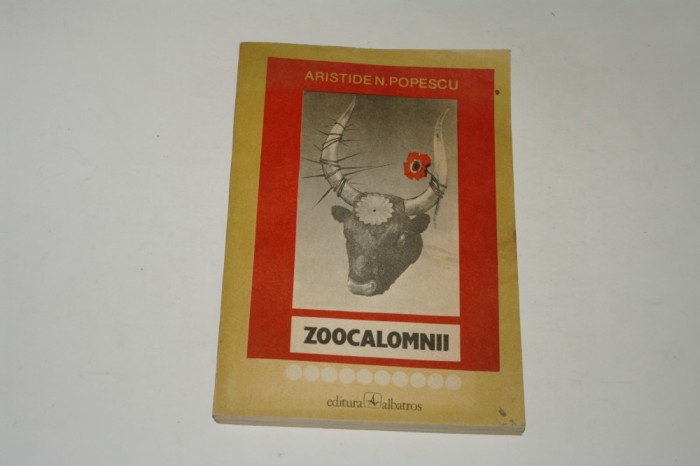 ARISTIDE N. POPESCU
ZOOCALOMNII
editura albatros